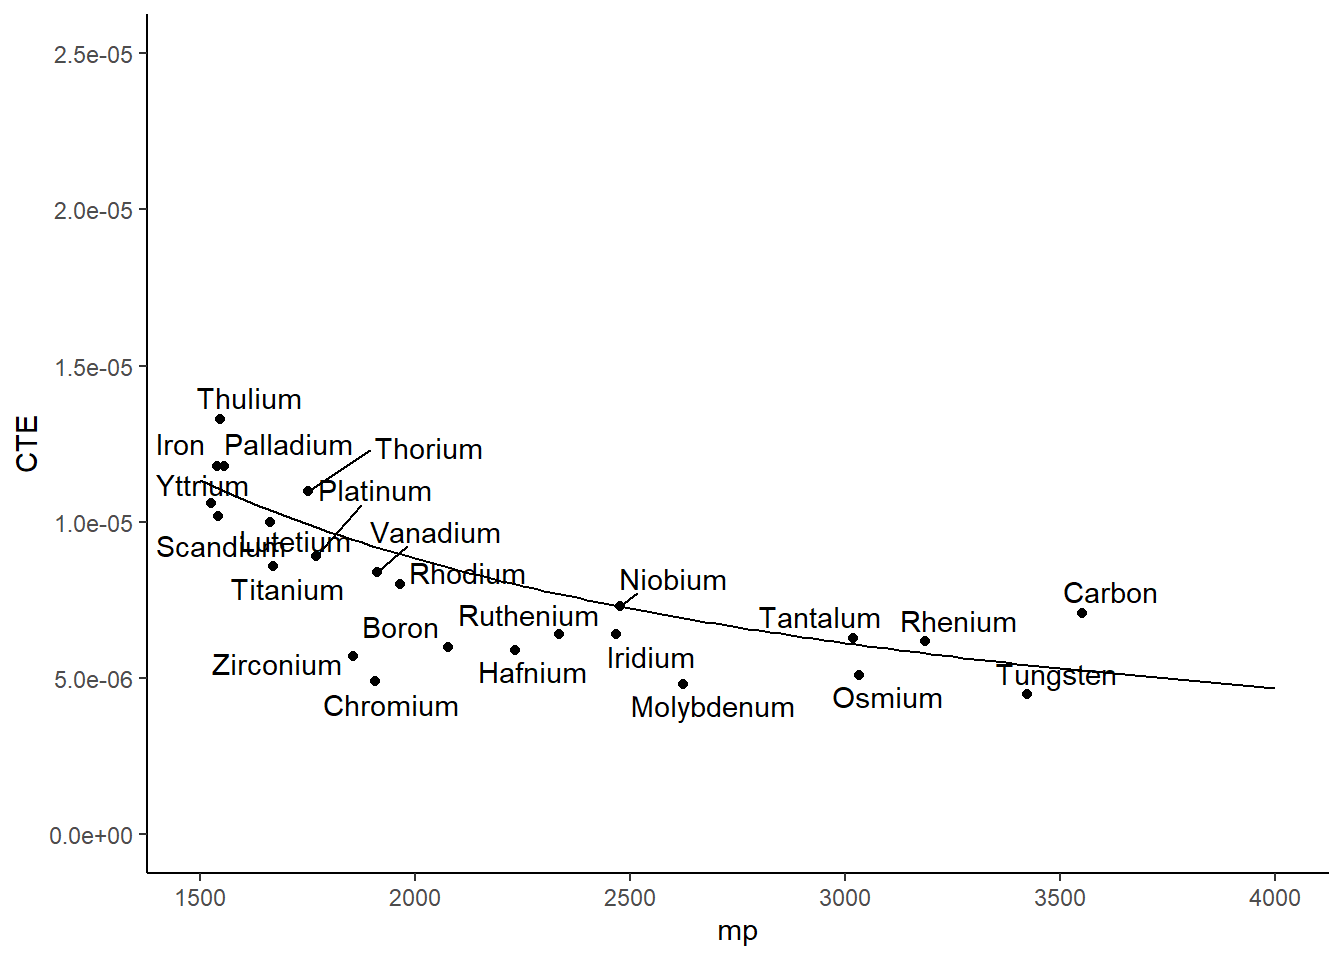 2.5e-05
2.0e-05
1.5e-05
1.0e-05
5.0e-06
0.0e+00
CTE
Thulium
Iron
Palladium
Thorium
Yttrium
Platinum
Vanadium
Lutetium
Scandium
Rhodium
Titanium
Niobium
Carbon
Ruthenium
Tantalum
Rhenium
Boron
Iridium
Zirconium
Hafnium
Tungsten
Osmium
Chromium
Molybdenum
1500
2000
2500
3000
3500
4000
mp